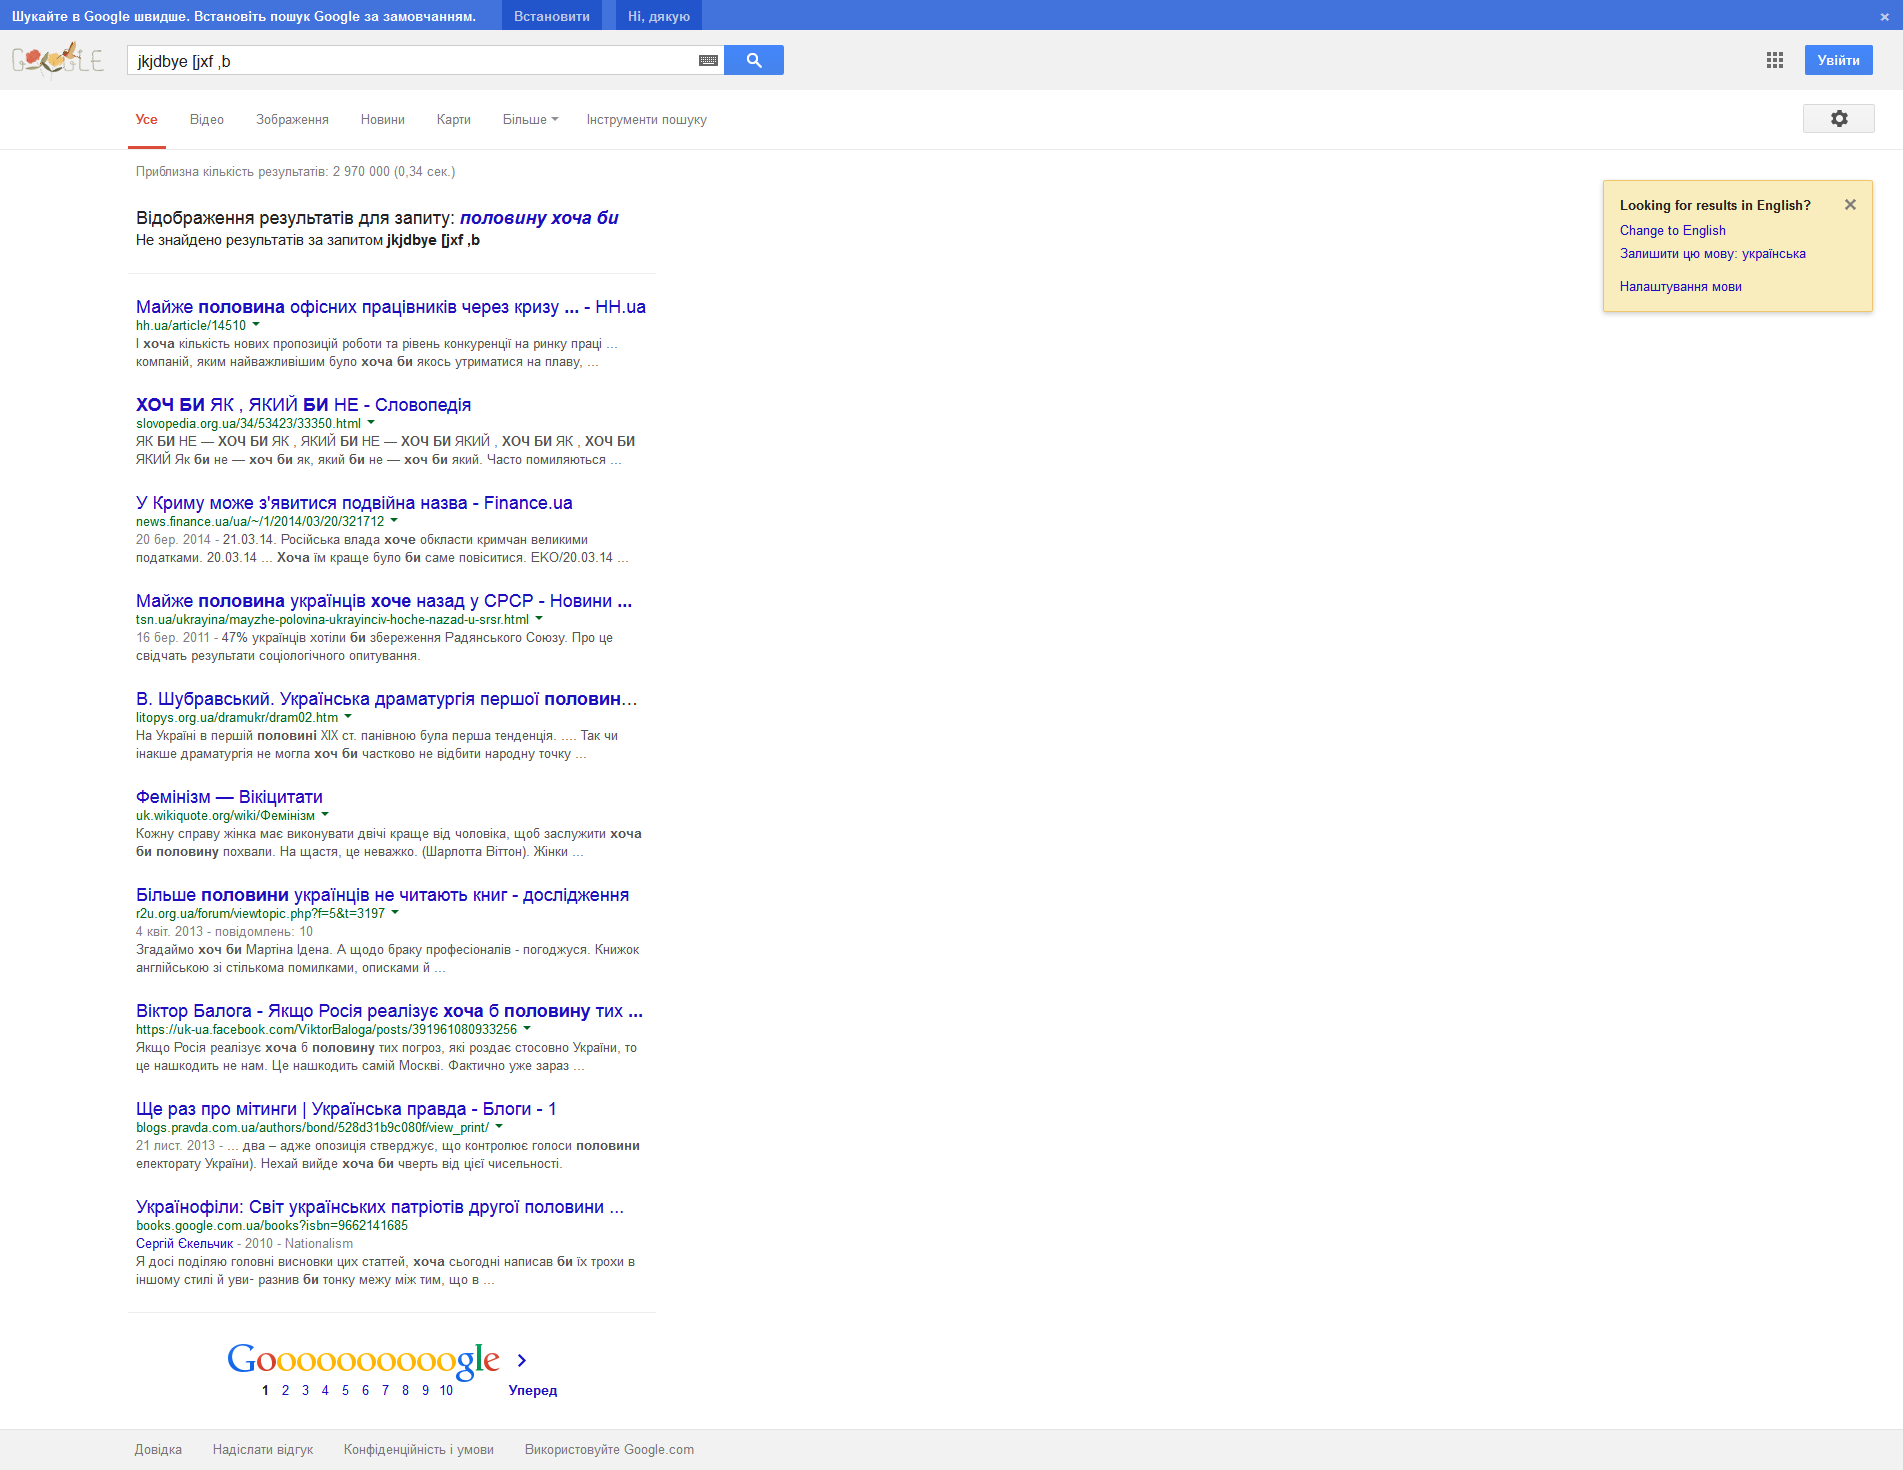 Шукайте в Google швидше. Встановіть пошук Google за замовчанням. Встановити Ні, дякую ×
GOOGLE jkjdbye [jxf ,b Увійти
Усе Відео Зображення Новини Карти Більше Інструменти пошуку
Приблизна кількість результатів: 2 970 000 (0,34 сек.)
Looking for results in English?
Change to English
Залишити цю мову: українська
Налаштування мови
Відображення результатів для запиту: половину хоча би
Не знайдено результатів за запитом jkjdbye [jxf ,b
Майже половина офісних працівників через кризу ... - HH.ua
hh.ua/article/14510
І хоча кількість нових пропозицій роботи та рівень конкуренції на ринку праці ...
компаній, яким найважливішим було хоча би якось утриматися на плаву, ...
ХОЧ БИ ЯК , ЯКИЙ БИ НЕ - Словопедія
slovopedia.org.ua/34/53423/33350.html
ЯК БИ НЕ — ХОЧ БИ ЯК , ЯКИЙ БИ НЕ — ХОЧ БИ ЯКИЙ , ХОЧ БИ ЯК , ХОЧ БИ
ЯКИЙ Як би не — хоч би як, який би не — хоч би який. Часто помиляються ...
У Криму може з'явитися подвійна назва - Finance.ua
news.finance.ua/ua/~/1/2014/03/20/321712
20 бер. 2014 - 21.03.14. Російська влада хоче обкласти кримчан великими
податками. 20.03.14 ... Хоча їм краще було би саме повіситися. ЕКО/20.03.14 ...
Майже половина українців хоче назад у СРСР - Новини ...
tsn.ua/ukrayina/mayzhe-polovina-ukrayinciv-hoche-nazad-u-srsr.html
16 бер. 2011 - 47% українців хотіли би збереження Радянського Союзу. Про це
свідчать результати соціологічного опитування.
В. Шубравський. Українська драматургія першої половин...
litopys.org.ua/dramukr/dram02.htm
На Україні в першій половині XIX ст. панівною була перша тенденція. .... Так чи
інакше драматургія не могла хоч би частково не відбити народну точку ...
Фемінізм — Вікіцитати
uk.wikiquote.org/wiki/Фемінізм
Кожну справу жінка має виконувати двічі краще від чоловіка, щоб заслужити хоча
би половину похвали. На щастя, це неважко. (Шарлотта Віттон). Жінки ...
Більше половини українців не читають книг - дослідження
r2u.org.ua/forum/viewtopic.php?f=5&t=3197
4 квіт. 2013 - повідомлень: 10
Згадаймо хоч би Мартіна Ідена. А щодо браку професіоналів - погоджуся. Книжок
англійською зі стількома помилками, описками й ...
Віктор Балога - Якщо Росія реалізує хоча б половину тих ...
https://uk-ua.facebook.com/ViktorBaloga/posts/391961080933256
Якщо Росія реалізує хоча б половину тих погроз, які роздає стосовно України, то
це нашкодить не нам. Це нашкодить самій Москві. Фактично уже зараз ...
Ще раз про мітинги | Українська правда - Блоги - 1
blogs.pravda.com.ua/authors/bond/528d31b9c080f/view_print/
21 лист. 2013 - ... два – адже опозиція стверджує, що контролює голоси половини
електорату України). Нехай вийде хоча би чверть від цієї чисельності.
Українофіли: Світ українських патріотів другої половини ...
books.google.com.ua/books?isbn=9662141685
Сергій Єкельчик - 2010 - Nationalism
Я досі поділяю головні висновки цих статтей, хоча сьогодні написав би їх трохи в
іншому стилі й уви- разнив би тонку межу між тим, що в ...
Goooooooooogle
1 2 3 4 5 6 7 8 9 10 Уперед
Довідка Надіслати відгук Конфіденційність і умови Використовуйте Google.com